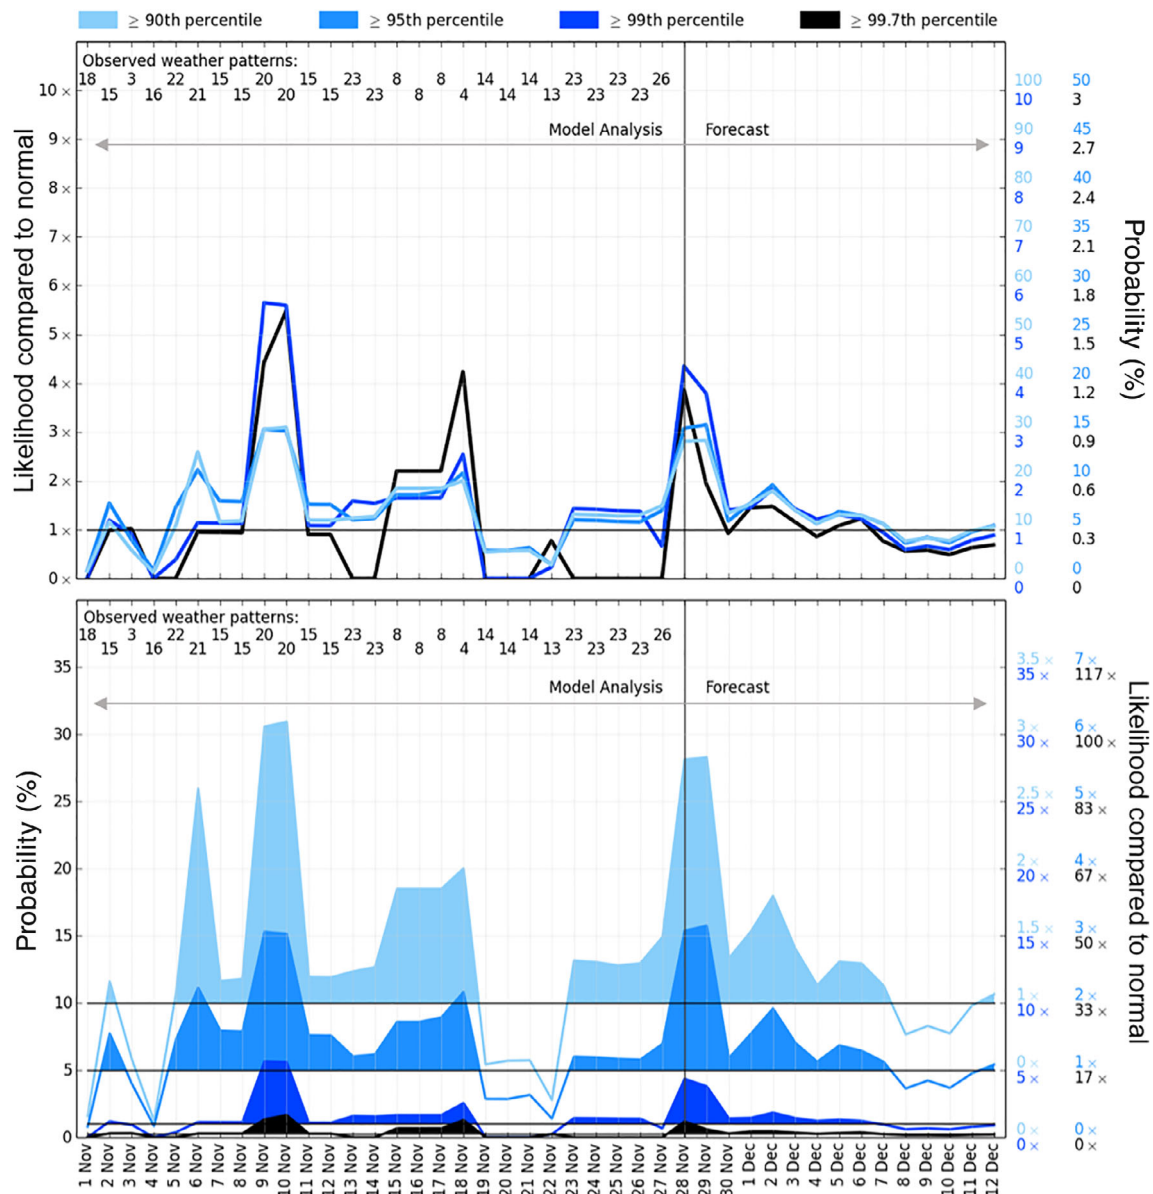 ≥ 90th percentile ≥ 95th percentile ≥ 99th percentile ≥ 99.7th percentile
Observed weather patterns:
18 3 22 15 20 15 23 8 8 14 14 23 23 26
15 16 21 15 20 15 23 8 4 14 13 23 23
Model Analysis Forecast
Likelihood compared to normal
10 ×
9 ×
8 ×
7 ×
6 ×
5 ×
4 ×
3 ×
2 ×
1 ×
0 ×
100 50
10 3
90 45
9 2.7
80 40
8 2.4
70 35
7 2.1
60 30
6 1.8
50 25
5 1.5
40 20
4 1.2
30 15
3 0.9
20 10
2 0.6
10 5
1 0.3
0 0
0 0
Probability (%)
Observed weather patterns:
18 3 22 15 20 15 23 8 8 14 14 23 23 26
15 16 21 15 20 15 23 8 4 14 13 23 23
Model Analysis Forecast
Probability (%)
35
30
25
20
15
10
5
0
3.5 × 7 ×
35 × 117 ×
3 × 6 ×
30 × 100 ×
2.5 × 5 ×
25 × 83 ×
2 × 4 ×
20 × 67 ×
1.5 × 3 ×
15 × 50 ×
1 × 2 ×
10 × 33 ×
0 × 1 ×
5 × 17 ×
0 × 0 ×
0 × 0 ×
Likelihood compared to normal
1 Nov
2 Nov
3 Nov
4 Nov
5 Nov
6 Nov
7 Nov
8 Nov
9 Nov
10 Nov
11 Nov
12 Nov
13 Nov
14 Nov
15 Nov
16 Nov
17 Nov
18 Nov
19 Nov
20 Nov
21 Nov
22 Nov
23 Nov
24 Nov
25 Nov
26 Nov
27 Nov
28 Nov
29 Nov
30 Nov
1 Dec
2 Dec
3 Dec
4 Dec
5 Dec
6 Dec
7 Dec
8 Dec
9 Dec
10 Dec
11 Dec
12 Dec